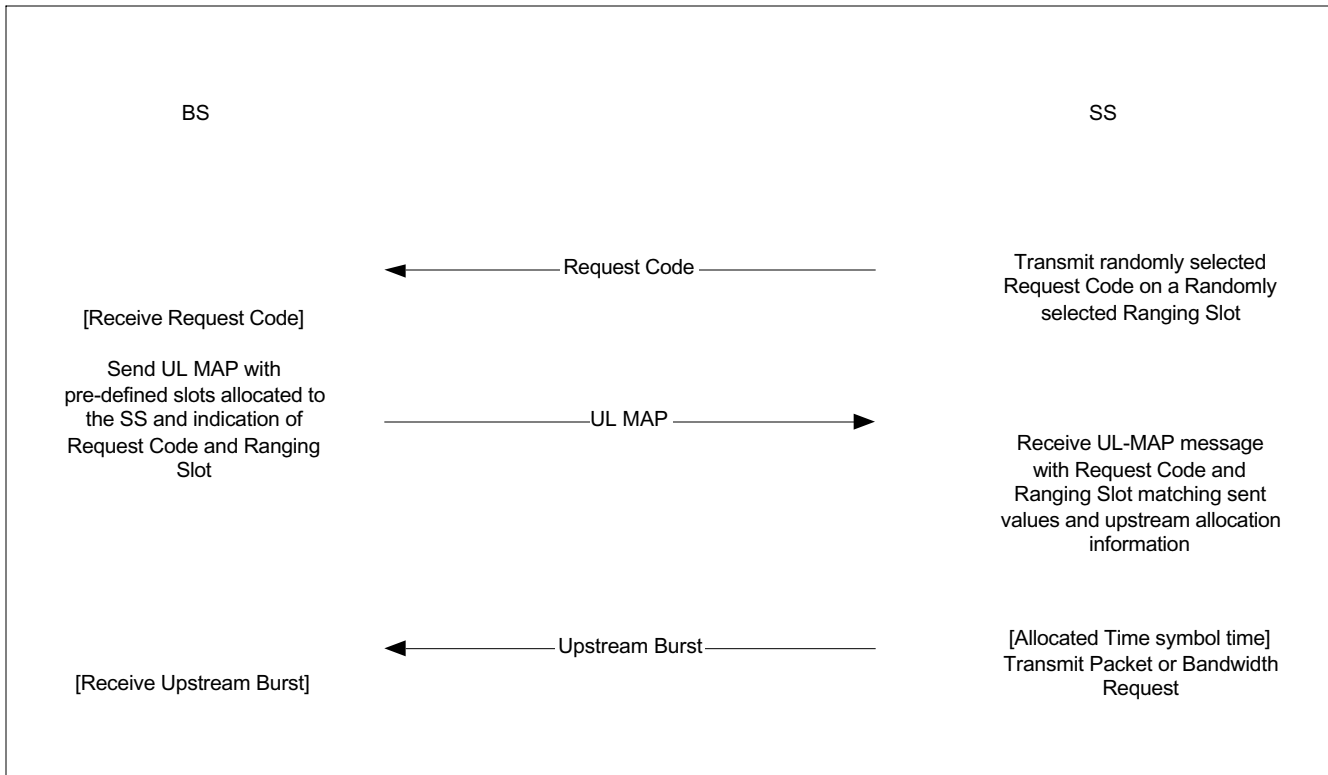 BS
SS
Request Code
Transmit randomly selected
Request Code on a Randomly
selected Ranging Slot
[Receive Request Code]
Send UL MAP with
pre-defined slots allocated to
the SS and indication of
Request Code and Ranging
Slot
UL MAP
Receive UL-MAP message
with Request Code and
Ranging Slot matching sent
values and upstream allocation
information
Upstream Burst
[Allocated Time symbol time]
Transmit Packet or Bandwidth
Request
[Receive Upstream Burst]